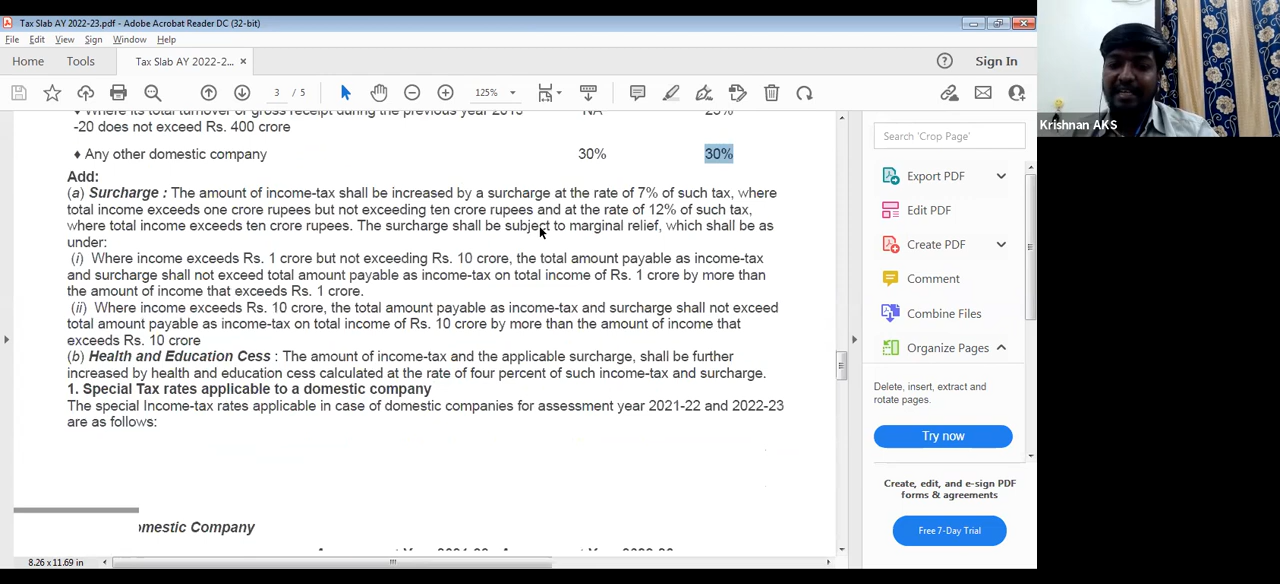 Tax Slab AY 2022-23.pdf - Adobe Acrobat Reader DC (32-bit)
File Edit View Sign Window Help
Home Tools Tax Slab AY 2022-2... × Sign In
3 / 5 125%
♦ Where its total turnover or gross receipt during the previous year 2019 NA 25%
-20 does not exceed Rs. 400 crore
♦ Any other domestic company 30% 30%
Add:
(a) Surcharge : The amount of income-tax shall be increased by a surcharge at the rate of 7% of such tax, where
total income exceeds one crore rupees but not exceeding ten crore rupees and at the rate of 12% of such tax,
where total income exceeds ten crore rupees. The surcharge shall be subject to marginal relief, which shall be as
under:
(i) Where income exceeds Rs. 1 crore but not exceeding Rs. 10 crore, the total amount payable as income-tax
and surcharge shall not exceed total amount payable as income-tax on total income of Rs. 1 crore by more than
the amount of income that exceeds Rs. 1 crore.
(ii) Where income exceeds Rs. 10 crore, the total amount payable as income-tax and surcharge shall not exceed
total amount payable as income-tax on total income of Rs. 10 crore by more than the amount of income that
exceeds Rs. 10 crore
(b) Health and Education Cess : The amount of income-tax and the applicable surcharge, shall be further
increased by health and education cess calculated at the rate of four percent of such income-tax and surcharge.
1. Special Tax rates applicable to a domestic company
The special Income-tax rates applicable in case of domestic companies for assessment year 2021-22 and 2022-23
are as follows:
omestic Company
8.26 x 11.69 in
Search 'Crop Page'
Export PDF
Edit PDF
Create PDF
Comment
Combine Files
Organize Pages
Delete, insert, extract and
rotate pages.
Try now
Create, edit, and e-sign PDF
forms & agreements
Free 7-Day Trial
Krishnan AKS